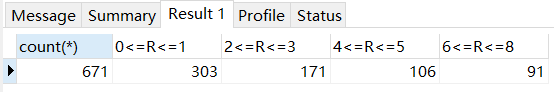 Message Summary Result 1 Profile Status
count(*) 0<=R<=1 2<=R<=3 4<=R<=5 6<=R<=8
671 303 171 106 91